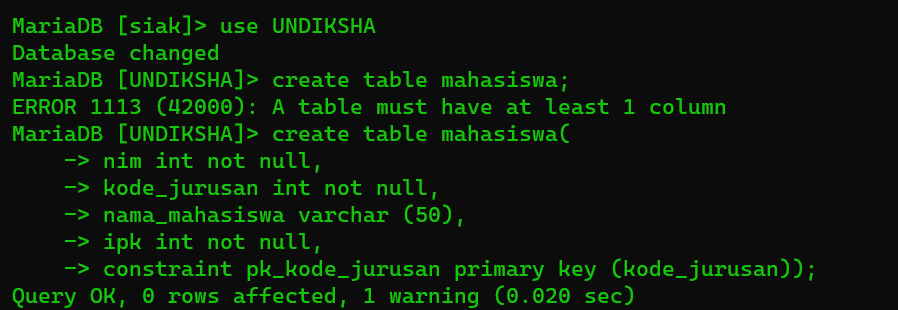 MariaDB [siak]> use UNDIKSHA
Database changed
MariaDB [UNDIKSHA]> create table mahasiswa;
ERROR 1113 (42000): A table must have at least 1 column
MariaDB [UNDIKSHA]> create table mahasiswa(
    -> nim int not null,
    -> kode_jurusan int not null,
    -> nama_mahasiswa varchar (50),
    -> ipk int not null,
    -> constraint pk_kode_jurusan primary key (kode_jurusan));
Query OK, 0 rows affected, 1 warning (0.020 sec)